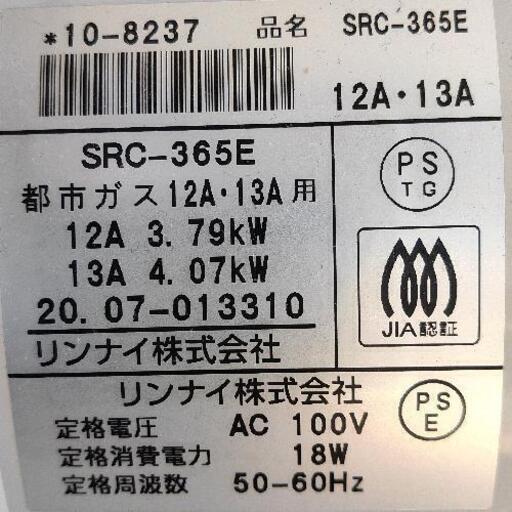 *10-8237 品名 SRC-365E
12A・13A
SRC-365E
都市ガス12A・13A用
12A 3.79kW
13A 4.07kW
20.07-013310
リンナイ株式会社
PS
TG
JIA認証
リンナイ株式会社
定格電圧 AC 100V
定格消費電力 18W
定格周波数 50-60Hz
PS
E